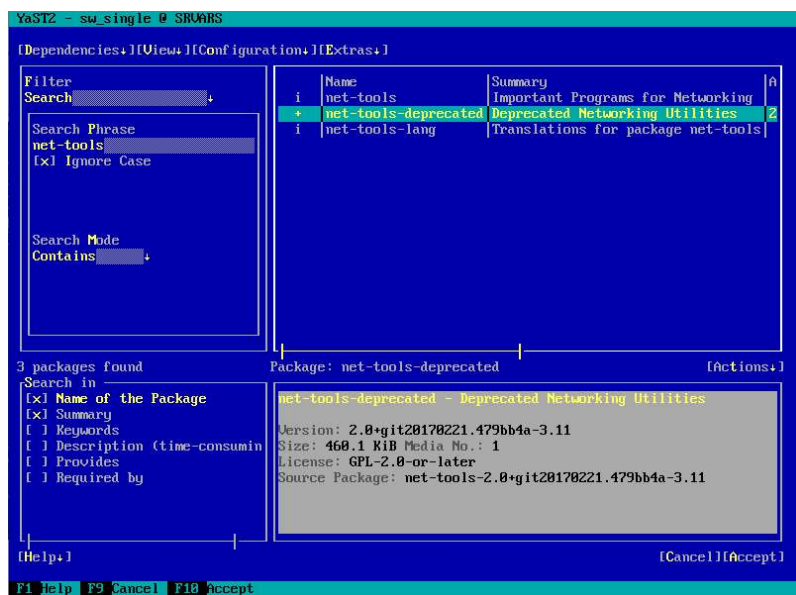 YaST2 - sw_single @ SRVARS
[Dependencies↓][View↓][Configuration↓][Extras↓]
Filter
Search↓
Search Phrase
net-tools
[x] Ignore Case
Search Mode
Contains↓
|Name |Summary |A
i |net-tools |Important Programs for Networking
+ |net-tools-deprecated|Deprecated Networking Utilities |2
i |net-tools-lang |Translations for package net-tools|
3 packages found
Package: net-tools-deprecated [Actions↓]
Search in
[x] Name of the Package
[x] Summary
[ ] Keywords
[ ] Description (time-consumin
[ ] Provides
[ ] Required by
net-tools-deprecated - Deprecated Networking Utilities
Version: 2.0+git20170221.479bb4a-3.11
Size: 460.1 KiB Media No.: 1
License: GPL-2.0-or-later
Source Package: net-tools-2.0+git20170221.479bb4a-3.11
[Help↓] [Cancel][Accept]
F1 Help F9 Cancel F10 Accept